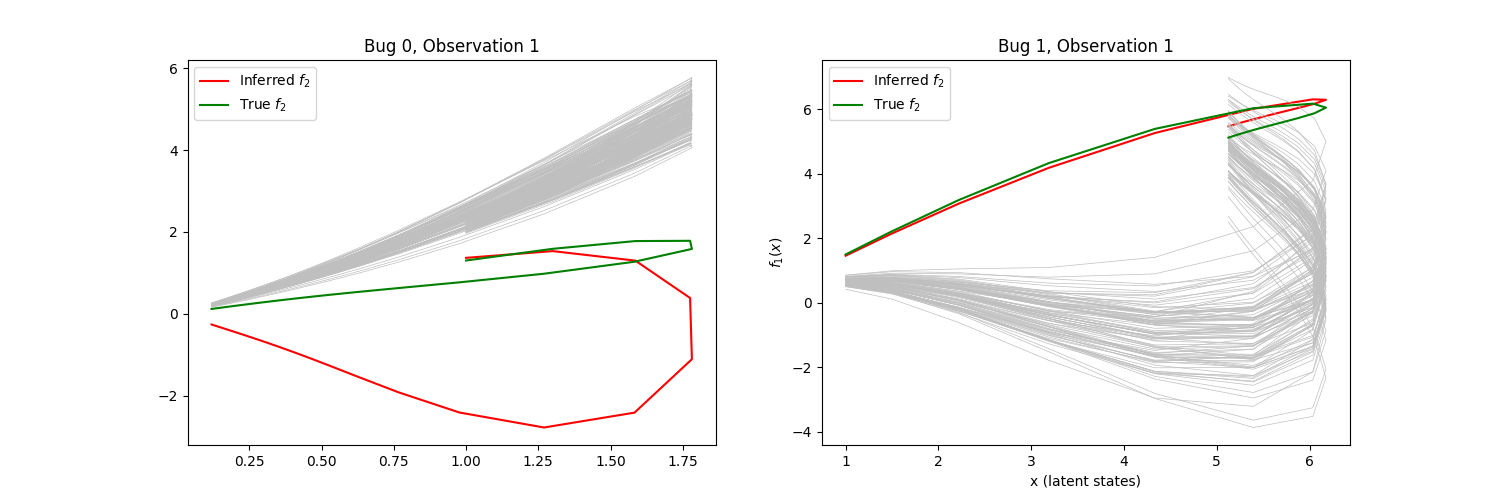 Bug 0, Observation 1
Inferred f₂
True f₂
6
4
2
0
−2
0.25 0.50 0.75 1.00 1.25 1.50 1.75
Bug 1, Observation 1
Inferred f₂
True f₂
f₁(x)
6
4
2
0
−2
−4
1 2 3 4 5 6
x (latent states)